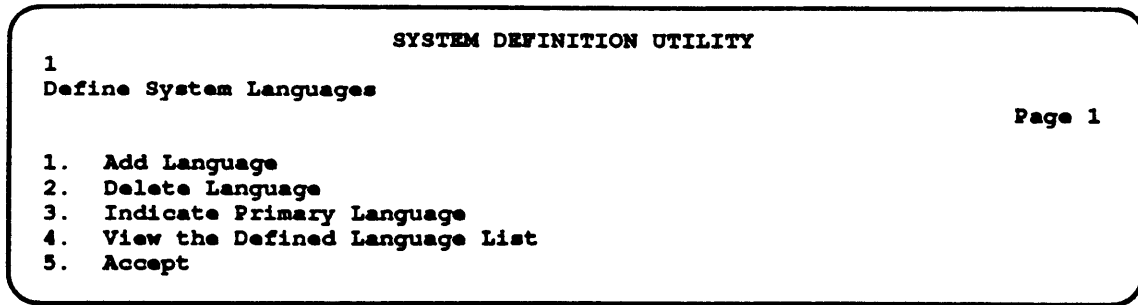 SYSTEM DEFINITION UTILITY
1
Define System Languages
Page 1
1. Add Language
2. Delete Language
3. Indicate Primary Language
4. View the Defined Language List
5. Accept